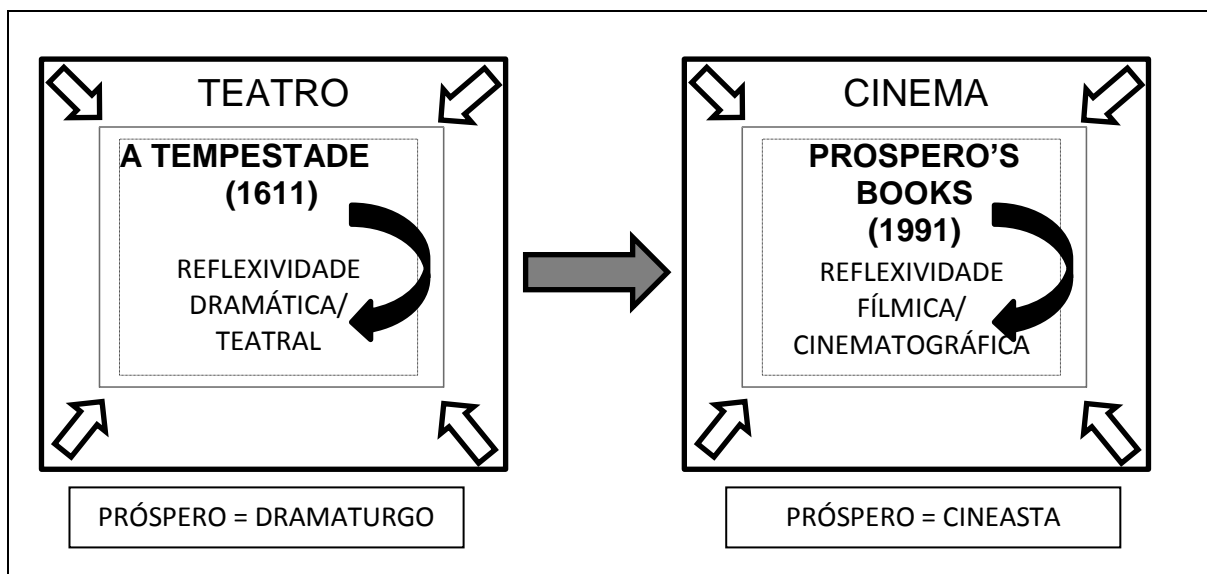 TEATRO
A TEMPESTADE
(1611)
REFLEXIVIDADE
DRAMÁTICA/
TEATRAL
PRÓSPERO = DRAMATURGO
CINEMA
PROSPERO’S
BOOKS
(1991)
REFLEXIVIDADE
FÍLMICA/
CINEMATOGRÁFICA
PRÓSPERO = CINEASTA